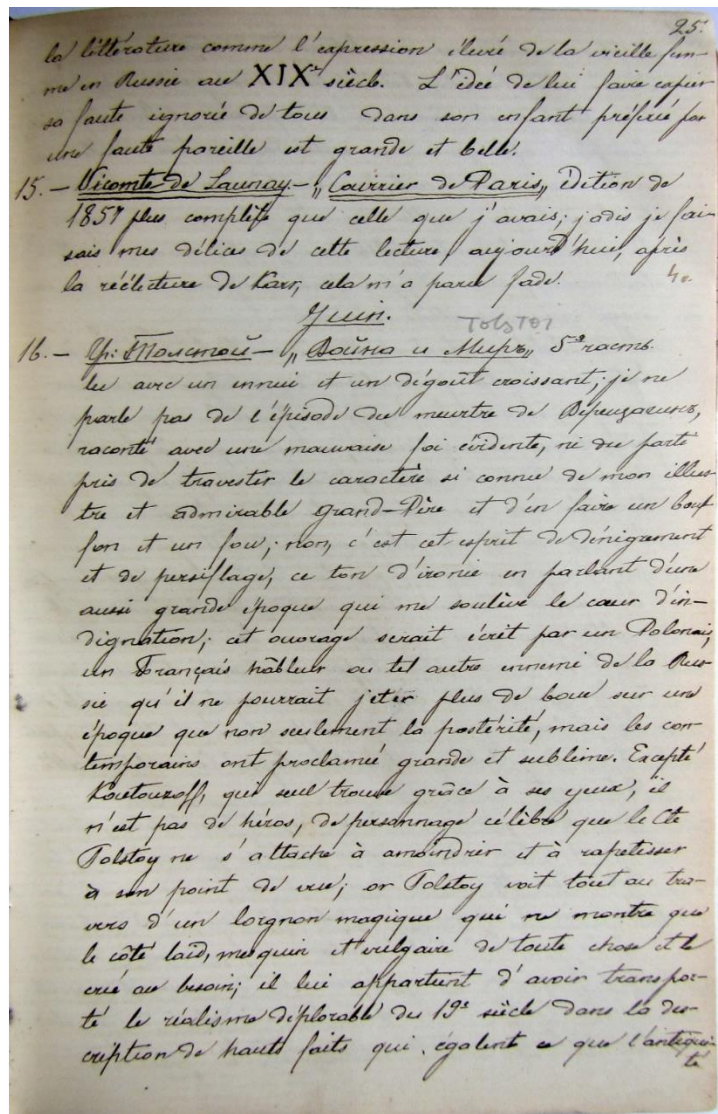 25.
la littérature comme l'expression élevé de la vieille fem-
me en Russie au XIXe siècle. L'idée de lui faire expier
sa faute ignorée de tous dans son enfant préféré par
une faute pareille est grande et belle.
15. — Vicomte de Launay — „Courrier de Paris„ Edition de
1857 plus complète que celle que j'avais; jadis je fai-
sais mes délices de cette lecture, aujourd'hui, après
la réélecture de Karr, cela m'a paru fade.
4.
Juin.
TOLSTOI
16. — Гр: Толстой — „Война и Миръ„ 5я часть.
lu avec un ennui et un dégoût croissant; je ne
parle pas de l'épisode du meurtre de Верещагинъ,
raconté avec une mauvaise foi évidente, ni du parti
pris de travestir le caractère si connu de mon illus-
tre et admirable Grand-Père et d'en faire un bouf-
fon et un fou; non, c'est cet esprit de dénigrement
et de persiflage, ce ton d'ironie en parlant d'une
aussi grande époque qui me soulève le cœur d'in-
dignation; cet ouvrage serait écrit par un Polonais,
un Français hâbleur ou tel autre ennemi de la Rus-
sie qu'il ne pourrait jeter plus de boue sur une
époque que non seulement la postérité, mais les con-
temporains ont proclamé grande et sublime. Excepté
Koutouzoff, qui seul trouve grâce à ses yeux, il
n'est pas de héros, de personnage célèbre que le Cte
Tolstoy ne s'attache à amoindrir et à rapetisser
à son point de vue; or Tolstoy voit tout au tra-
vers d'un lorgnon magique qui ne montre que
le côté laid, mesquin et vulgaire de toute chose et le
crée au besoin; il lui appartient d'avoir transpor-
té le réalisme déplorable du 19e siècle dans la des-
cription de hauts faits qui égalent ce que l'antiqui-
té